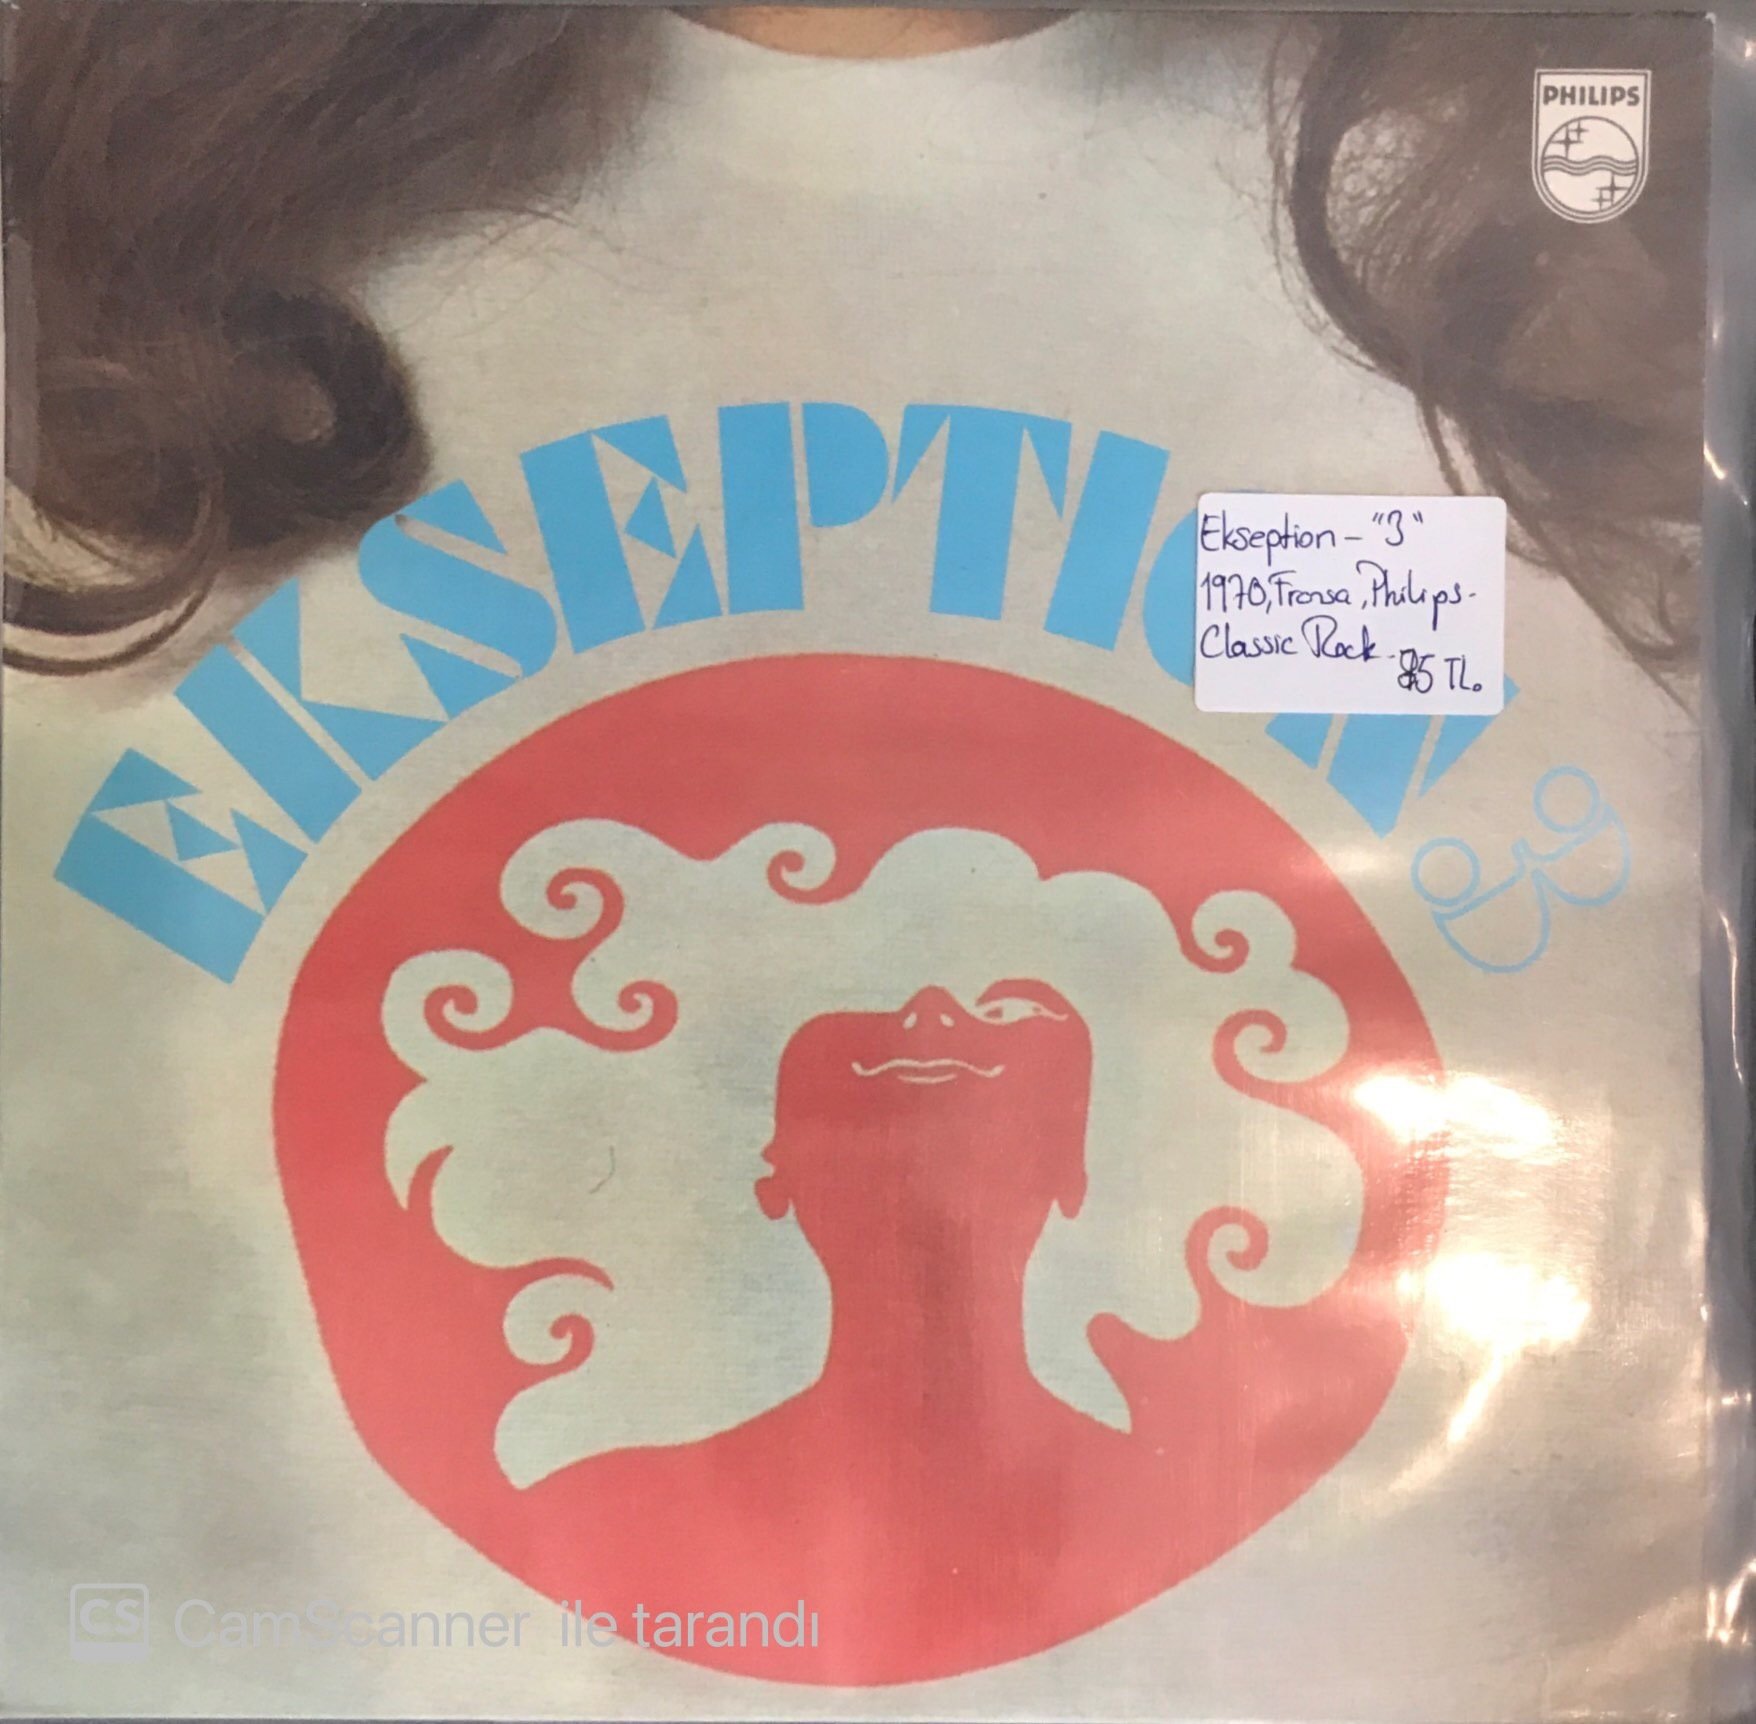 PHILIPS
EKSEPTION 3
Ekseption – "3"
1970, Fransa, Philips-
Classic Rock - 85 TL.
CS CamScanner ile tarandı